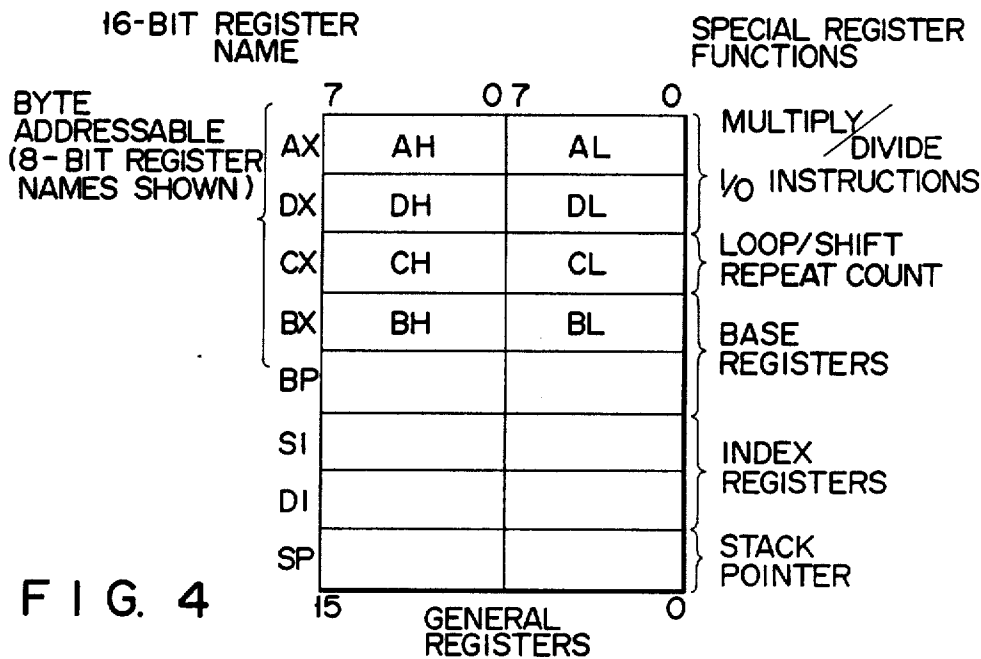 16-BIT REGISTER
NAME
SPECIAL REGISTER
FUNCTIONS
BYTE
ADDRESSABLE
(8-BIT REGISTER
NAMES SHOWN)
7 0 7 0
AX AH AL
DX DH DL
CX CH CL
BX BH BL
BP
SI
DI
SP
MULTIPLY/DIVIDE
I/O INSTRUCTIONS
LOOP/SHIFT
REPEAT COUNT
BASE
REGISTERS
INDEX
REGISTERS
STACK
POINTER
15 0
GENERAL
REGISTERS
FIG. 4